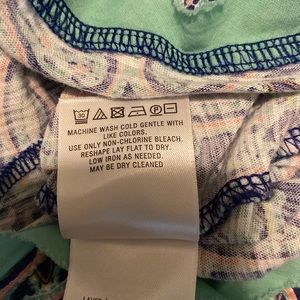 30
P
MACHINE WASH COLD GENTLE WITH
LIKE COLORS.
USE ONLY NON-CHLORINE BLEACH.
RESHAPE LAY FLAT TO DRY.
LOW IRON AS NEEDED.
MAY BE DRY CLEANED